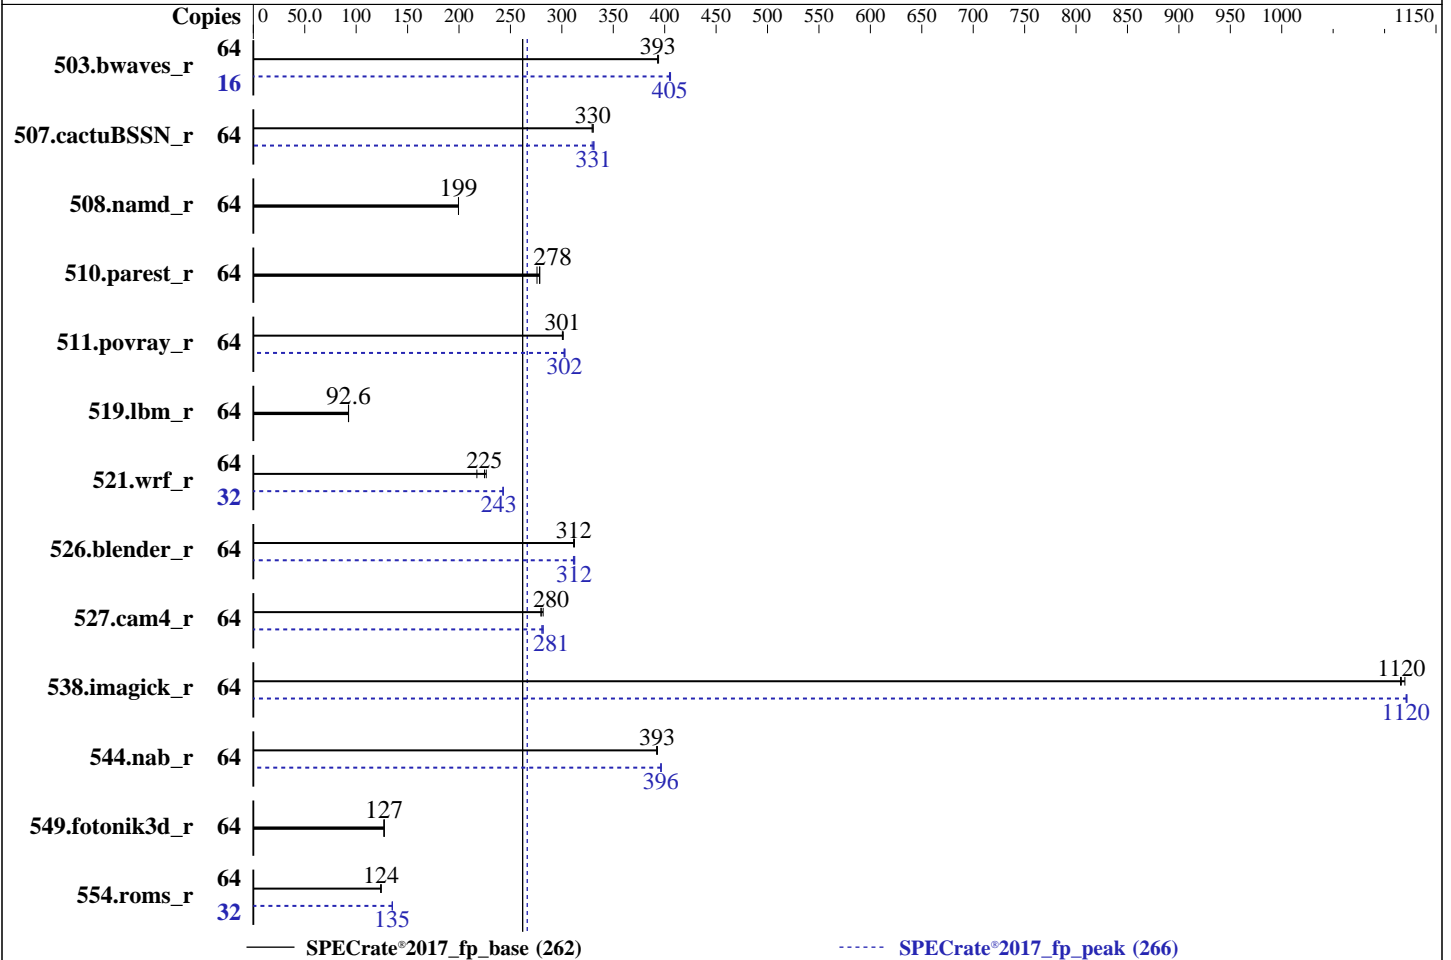 Copies 0 50.0 100 150 200 250 300 350 400 450 500 550 600 650 700 750 800 850 900 950 1000 1150
503.bwaves_r 64 393
16 405
507.cactuBSSN_r 64 330
331
508.namd_r 64 199
510.parest_r 64 278
511.povray_r 64 301
302
519.lbm_r 64 92.6
521.wrf_r 64 225
32 243
526.blender_r 64 312
312
527.cam4_r 64 280
281
538.imagick_r 64 1120
1120
544.nab_r 64 393
396
549.fotonik3d_r 64 127
554.roms_r 64 124
32 135
SPECrate®2017_fp_base (262) SPECrate®2017_fp_peak (266)